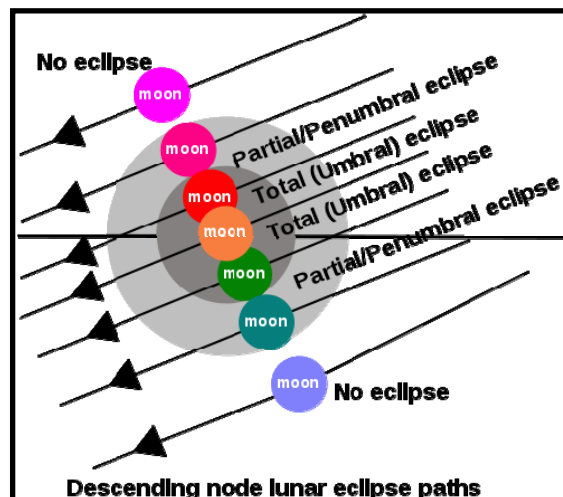 No eclipse
moon
moon
Partial/Penumbral eclipse
moon
Total (Umbral) eclipse
moon
Total (Umbral) eclipse
moon
Partial/Penumbral eclipse
moon
moon
No eclipse
Descending node lunar eclipse paths